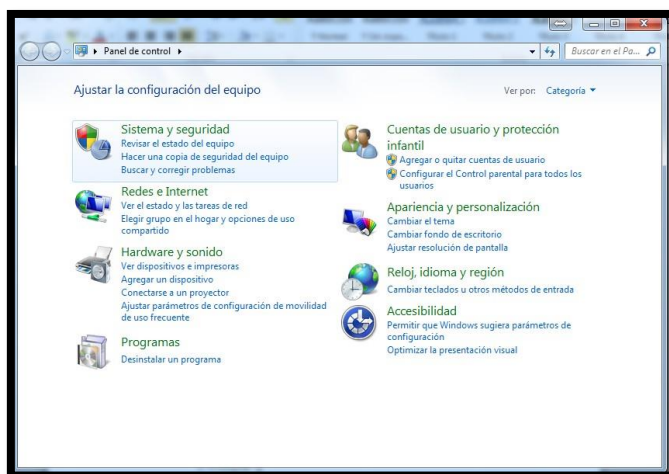 Panel de control
Buscar en el Pa...
Ajustar la configuración del equipo
Ver por: Categoría
Sistema y seguridad
Revisar el estado del equipo
Hacer una copia de seguridad del equipo
Buscar y corregir problemas
Redes e Internet
Ver el estado y las tareas de red
Elegir grupo en el hogar y opciones de uso
compartido
Hardware y sonido
Ver dispositivos e impresoras
Agregar un dispositivo
Conectarse a un proyector
Ajustar parámetros de configuración de movilidad
de uso frecuente
Programas
Desinstalar un programa
Cuentas de usuario y protección
infantil
Agregar o quitar cuentas de usuario
Configurar el Control parental para todos los
usuarios
Apariencia y personalización
Cambiar el tema
Cambiar fondo de escritorio
Ajustar resolución de pantalla
Reloj, idioma y región
Cambiar teclados u otros métodos de entrada
Accesibilidad
Permitir que Windows sugiera parámetros de
configuración
Optimizar la presentación visual